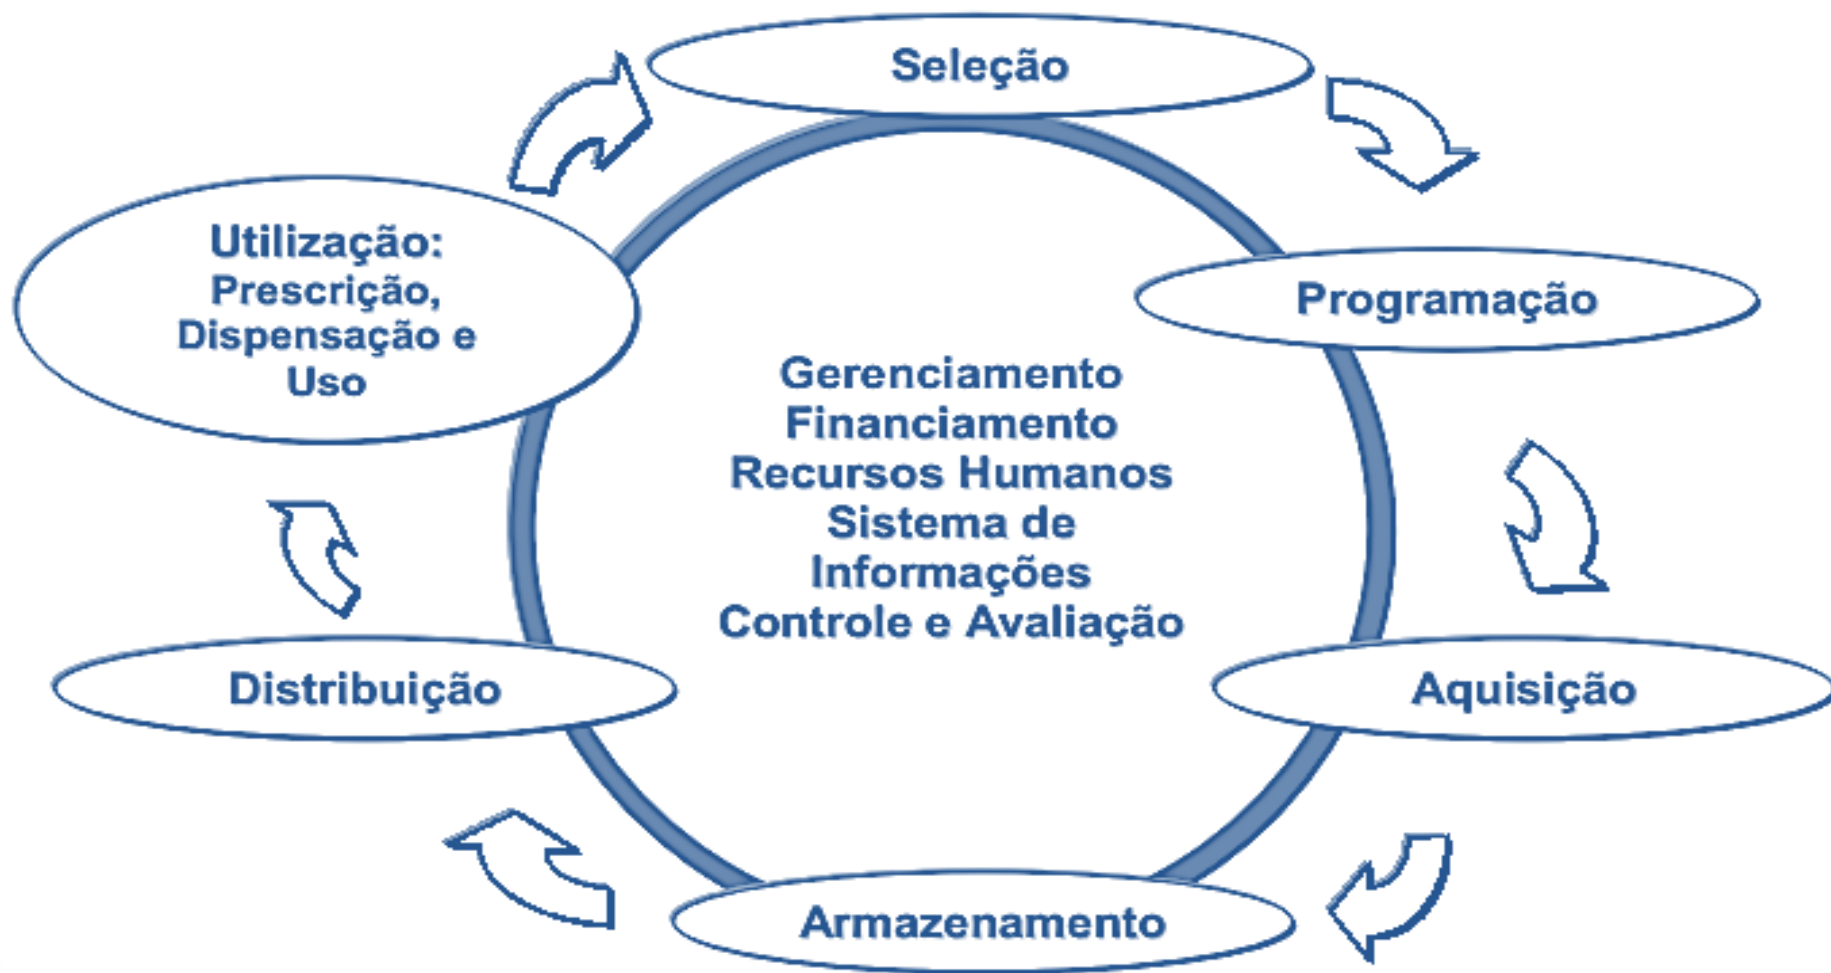 Seleção
Programação
Aquisição
Armazenamento
Distribuição
Utilização:
Prescrição,
Dispensação e
Uso
Gerenciamento
Financiamento
Recursos Humanos
Sistema de
Informações
Controle e Avaliação